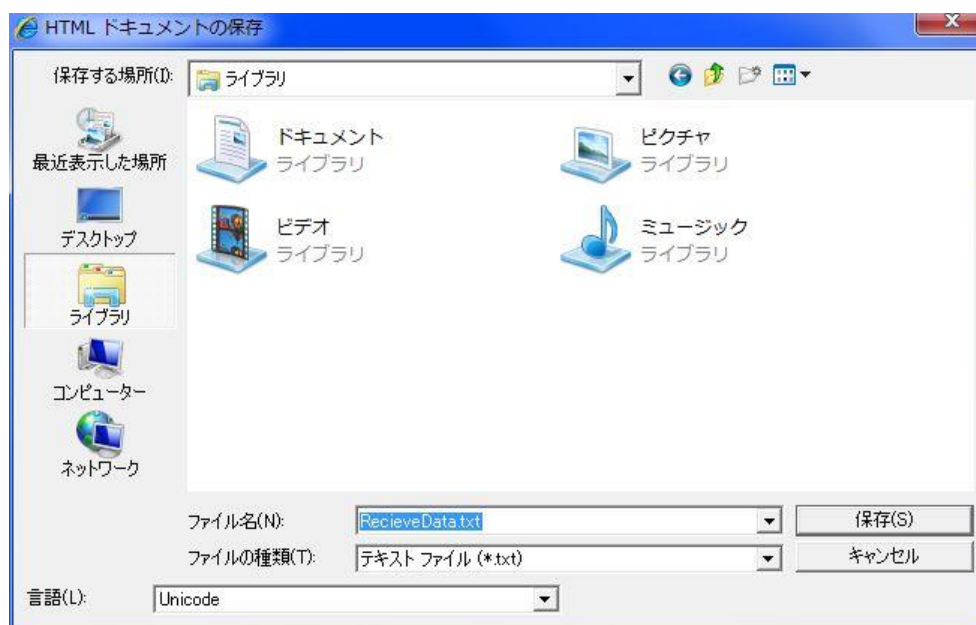 HTML ドキュメントの保存
保存する場所(I):
ライブラリ
最近表示した場所
デスクトップ
ライブラリ
コンピューター
ネットワーク
ドキュメント
ライブラリ
ピクチャ
ライブラリ
ビデオ
ライブラリ
ミュージック
ライブラリ
ファイル名(N):
RecieveData.txt
保存(S)
ファイルの種類(T):
テキスト ファイル (*.txt)
キャンセル
言語(L):
Unicode